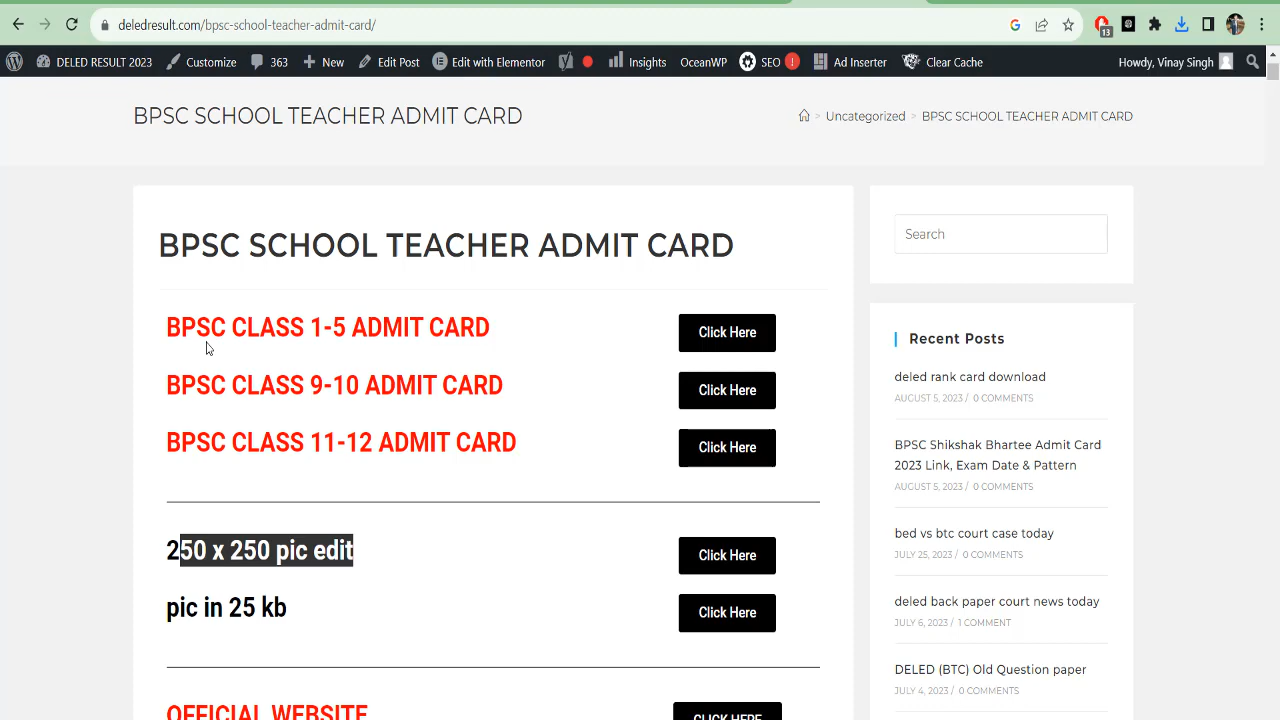 deledresult.com/bpsc-school-teacher-admit-card/
13
DELED RESULT 2023 Customize 363 New Edit Post Edit with Elementor Insights OceanWP SEO ! Ad Inserter Clear Cache Howdy, Vinay Singh
BPSC SCHOOL TEACHER ADMIT CARD
> Uncategorized > BPSC SCHOOL TEACHER ADMIT CARD
BPSC SCHOOL TEACHER ADMIT CARD
BPSC CLASS 1-5 ADMIT CARD Click Here
BPSC CLASS 9-10 ADMIT CARD Click Here
BPSC CLASS 11-12 ADMIT CARD Click Here
250 x 250 pic edit Click Here
pic in 25 kb Click Here
OFFICIAL WEBSITE CLICK HERE
Search
Recent Posts
deled rank card download
AUGUST 5, 2023 / 0 COMMENTS
BPSC Shikshak Bhartee Admit Card
2023 Link, Exam Date & Pattern
AUGUST 5, 2023 / 0 COMMENTS
bed vs btc court case today
JULY 25, 2023 / 0 COMMENTS
deled back paper court news today
JULY 6, 2023 / 1 COMMENT
DELED (BTC) Old Question paper
JULY 4, 2023 / 0 COMMENTS